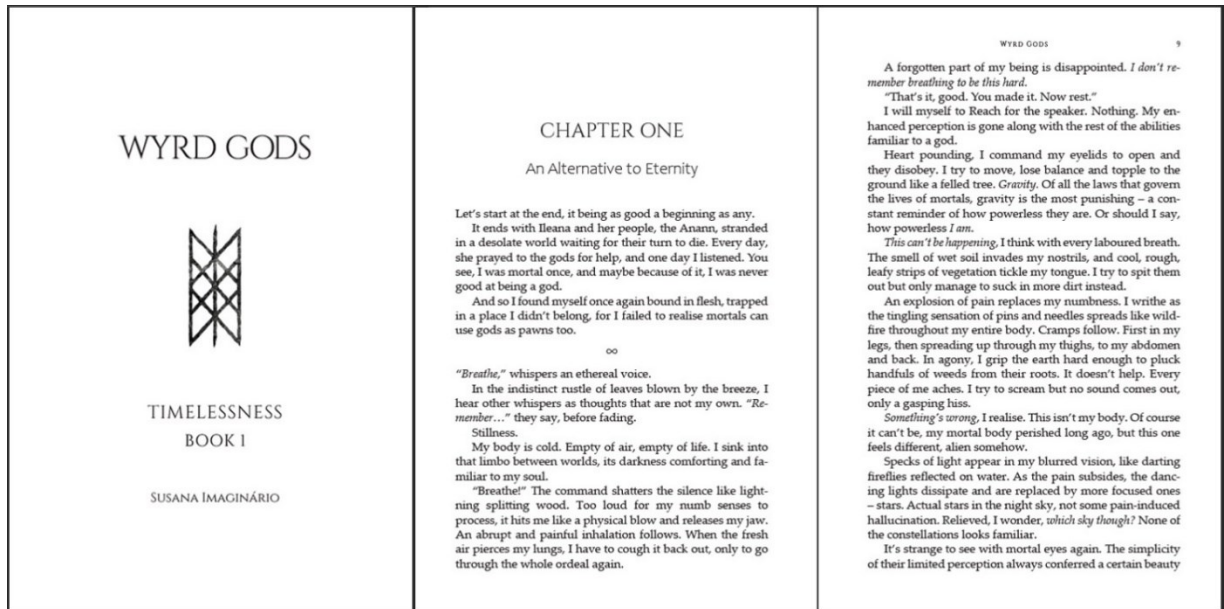 WYRD GODS
TIMELESSNESS
BOOK 1
SUSANA IMAGINÁRIO
CHAPTER ONE
An Alternative to Eternity
Let's start at the end, it being as good a beginning as any.
It ends with Ileana and her people, the Anann, stranded
in a desolate world waiting for their turn to die. Every day,
she prayed to the gods for help, and one day I listened. You
see, I was mortal once, and maybe because of it, I was never
good at being a god.
And so I found myself once again bound in flesh, trapped
in a place I didn't belong, for I failed to realise mortals can
use gods as pawns too.
∞
“Breathe,” whispers an ethereal voice.
In the indistinct rustle of leaves blown by the breeze, I
hear other whispers as thoughts that are not my own. “Re-
member…” they say, before fading.
Stillness.
My body is cold. Empty of air, empty of life. I sink into
that limbo between worlds, its darkness comforting and fa-
miliar to my soul.
“Breathe!” The command shatters the silence like light-
ning splitting wood. Too loud for my numb senses to
process, it hits me like a physical blow and releases my jaw.
An abrupt and painful inhalation follows. When the fresh
air pierces my lungs, I have to cough it back out, only to go
through the whole ordeal again.
WYRD GODS 9
A forgotten part of my being is disappointed. I don't re-
member breathing to be this hard.
“That's it, good. You made it. Now rest.”
I will myself to Reach for the speaker. Nothing. My en-
hanced perception is gone along with the rest of the abilities
familiar to a god.
Heart pounding, I command my eyelids to open and
they disobey. I try to move, lose balance and topple to the
ground like a felled tree. Gravity. Of all the laws that govern
the lives of mortals, gravity is the most punishing – a con-
stant reminder of how powerless they are. Or should I say,
how powerless I am.
This can't be happening, I think with every laboured breath.
The smell of wet soil invades my nostrils, and cool, rough,
leafy strips of vegetation tickle my tongue. I try to spit them
out but only manage to suck in more dirt instead.
An explosion of pain replaces my numbness. I writhe as
the tingling sensation of pins and needles spreads like wild-
fire throughout my entire body. Cramps follow. First in my
legs, then spreading up through my thighs, to my abdomen
and back. In agony, I grip the earth hard enough to pluck
handfuls of weeds from their roots. It doesn't help. Every
piece of me aches. I try to scream but no sound comes out,
only a gasping hiss.
Something's wrong, I realise. This isn't my body. Of course
it can't be, my mortal body perished long ago, but this one
feels different, alien somehow.
Specks of light appear in my blurred vision, like darting
fireflies reflected on water. As the pain subsides, the danc-
ing lights dissipate and are replaced by more focused ones
– stars. Actual stars in the night sky, not some pain-induced
hallucination. Relieved, I wonder, which sky though? None of
the constellations looks familiar.
It's strange to see with mortal eyes again. The simplicity
of their limited perception always conferred a certain beauty